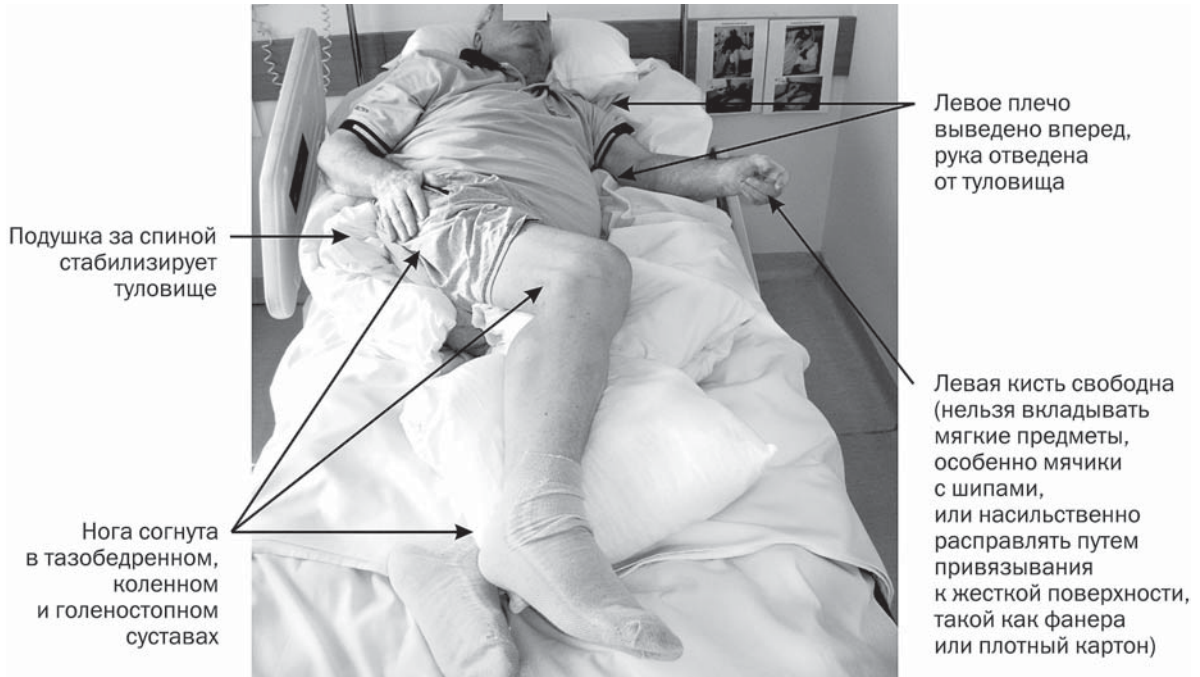 Левое плечо
выведено вперед,
рука отведена
от туловища
Подушка за спиной
стабилизирует
туловище
Левая кисть свободна
(нельзя вкладывать
мягкие предметы,
особенно мячики
с шипами,
или насильственно
расправлять путем
привязывания
к жесткой поверхности,
такой как фанера
или плотный картон)
Нога согнута
в тазобедренном,
коленном
и голеностопном
суставах